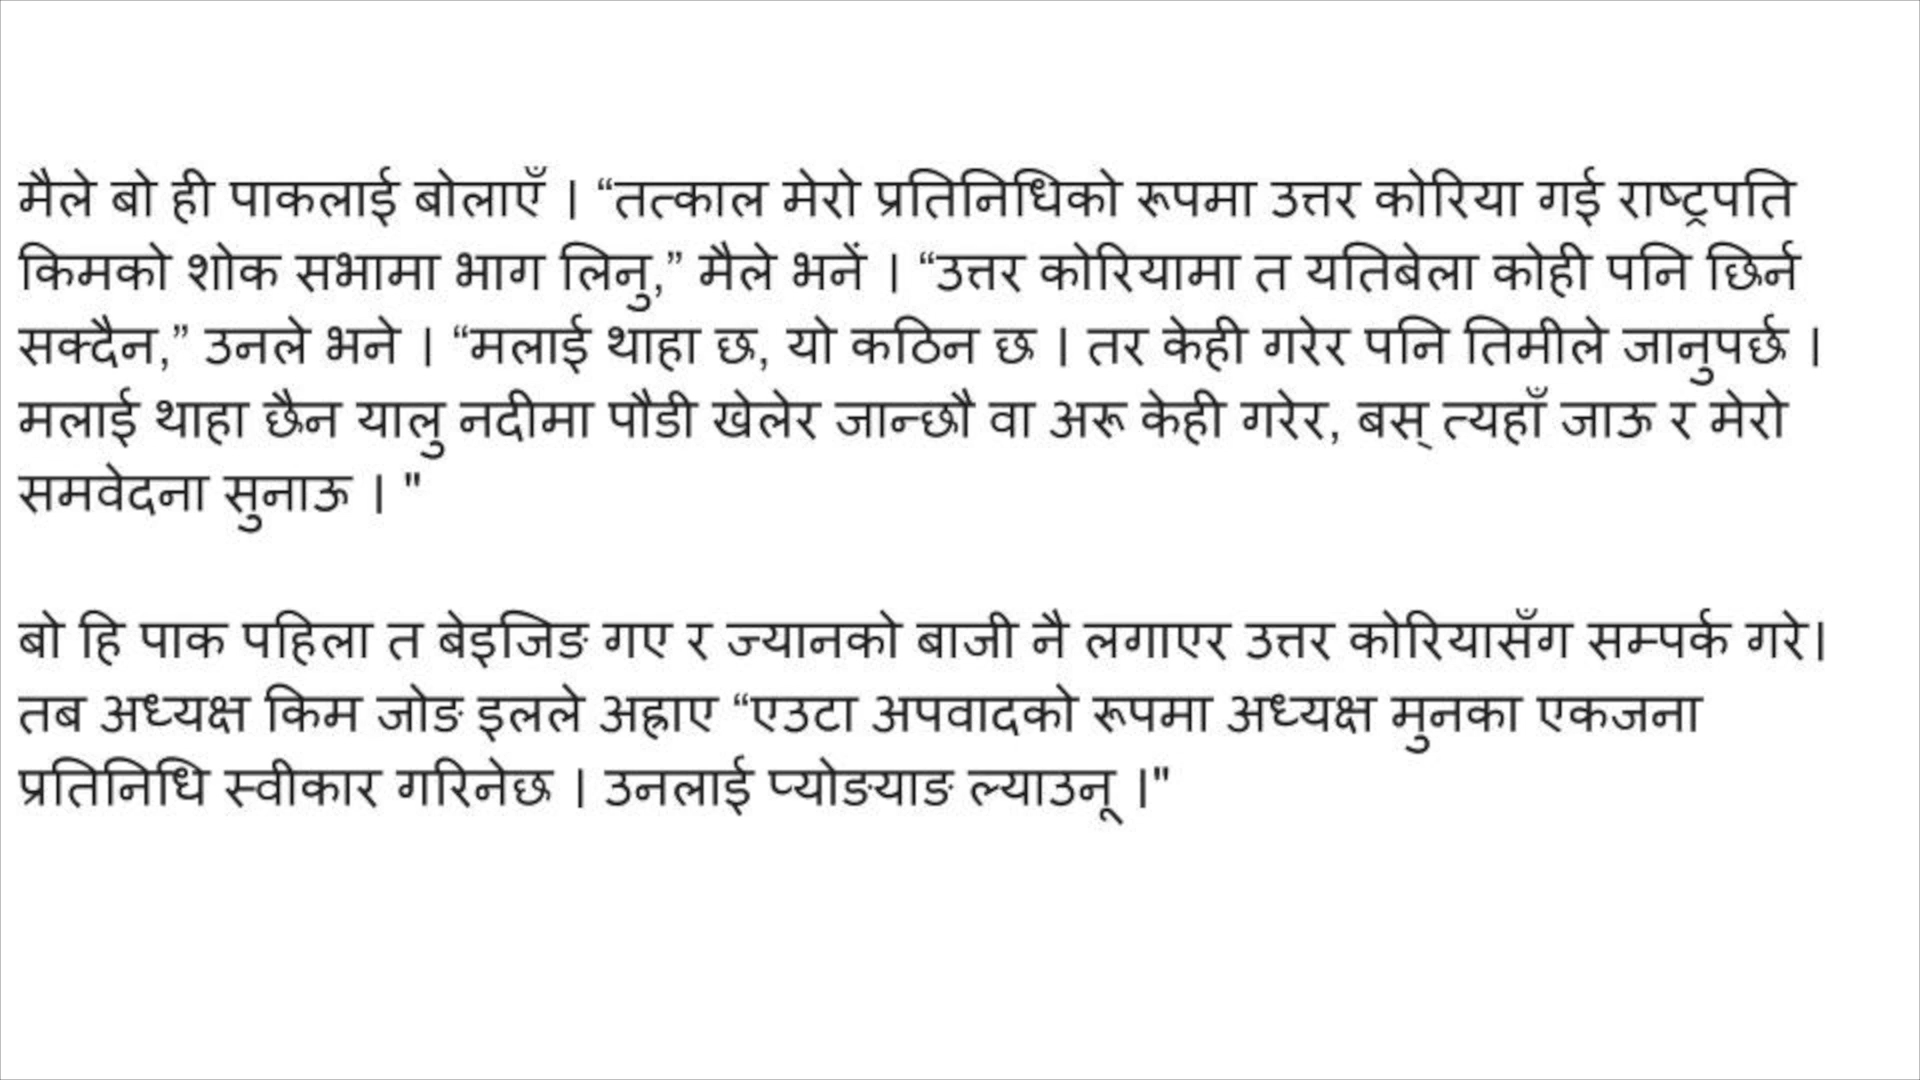 मैले बो ही पाकलाई बोलाएँ । “तत्काल मेरो प्रतिनिधिको रूपमा उत्तर कोरिया गई राष्ट्रपति
किमको शोक सभामा भाग लिनु,” मैले भनें । “उत्तर कोरियामा त यतिबेला कोही पनि छिर्न
सक्दैन,” उनले भने । “मलाई थाहा छ, यो कठिन छ । तर केही गरेर पनि तिमीले जानुपर्छ ।
मलाई थाहा छैन यालु नदीमा पौडी खेलेर जान्छौ वा अरू केही गरेर, बस् त्यहाँ जाऊ र मेरो
समवेदना सुनाऊ । "
बो हि पाक पहिला त बेइजिङ गए र ज्यानको बाजी नै लगाएर उत्तर कोरियासँग सम्पर्क गरे।
तब अध्यक्ष किम जोङ इलले अह्राए “एउटा अपवादको रूपमा अध्यक्ष मुनका एकजना
प्रतिनिधि स्वीकार गरिनेछ । उनलाई प्योङयाङ ल्याउनू ।"